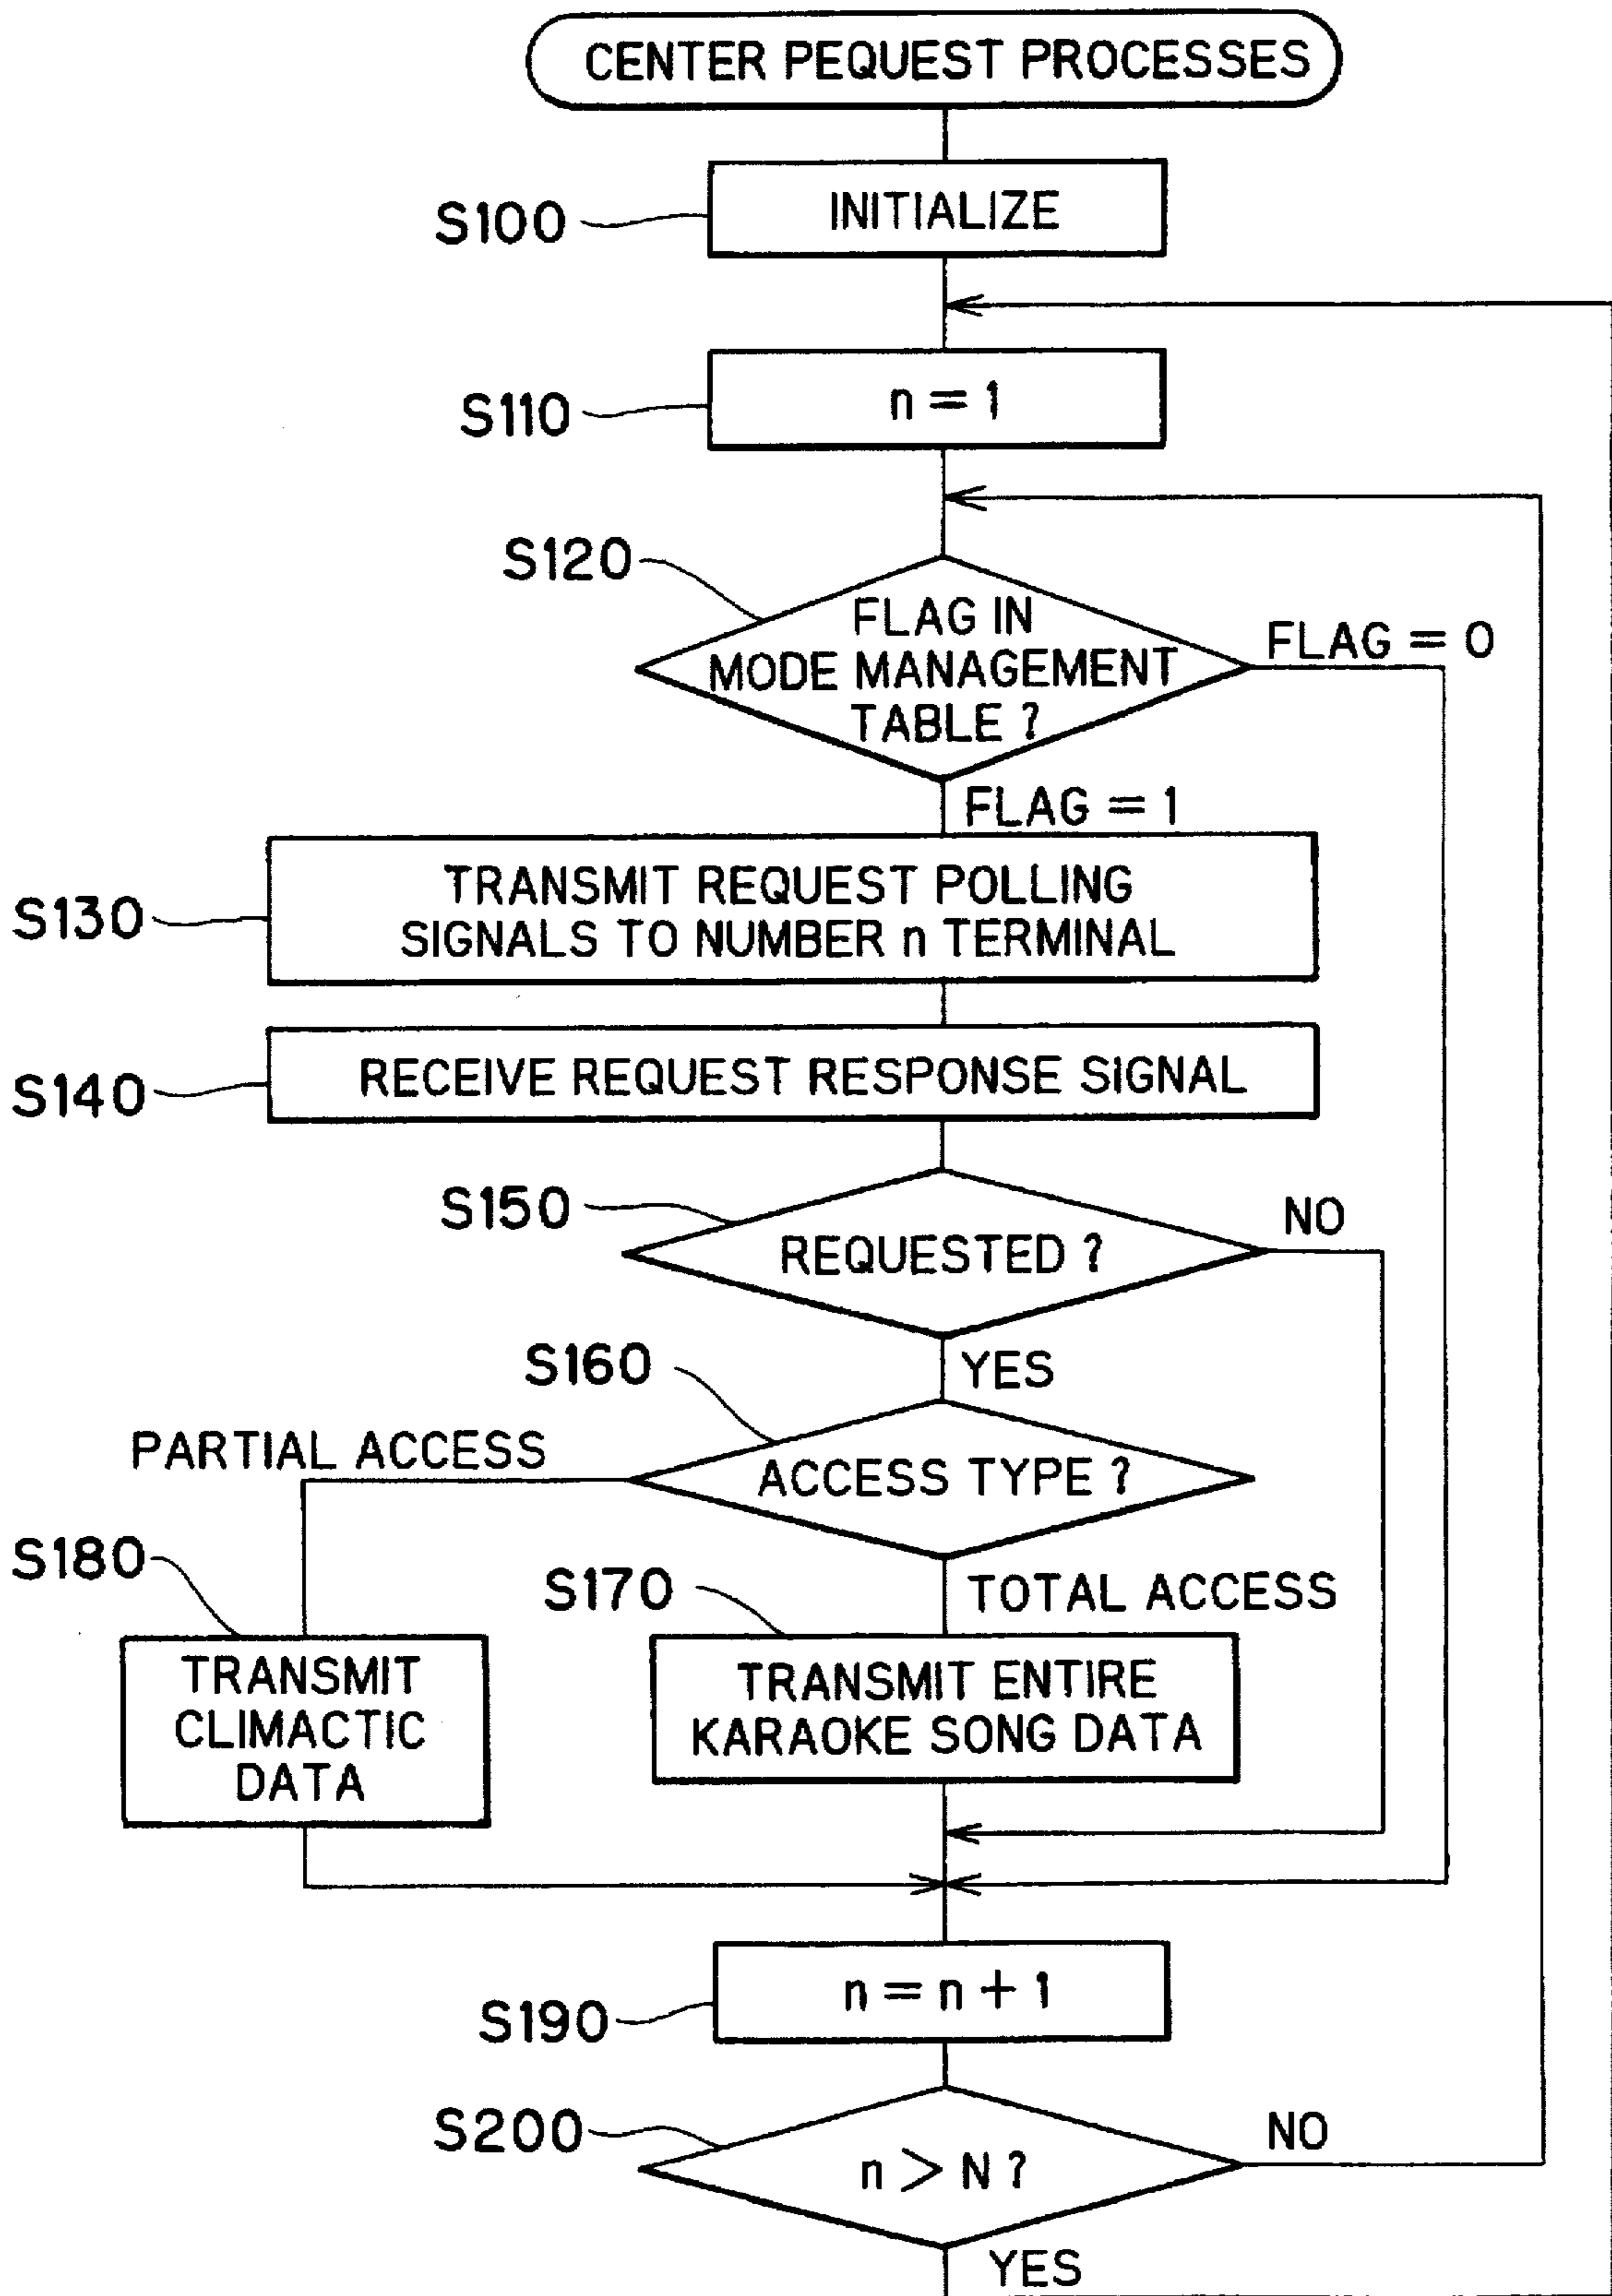 CENTER PEQUEST PROCESSES
S100
INITIALIZE
S110
n = 1
S120
FLAG IN
MODE MANAGEMENT
TABLE ?
FLAG = 0
FLAG = 1
S130
TRANSMIT REQUEST POLLING
SIGNALS TO NUMBER n TERMINAL
S140
RECEIVE REQUEST RESPONSE SIGNAL
S150
REQUESTED ?
NO
YES
S160
PARTIAL ACCESS
ACCESS TYPE ?
S180
S170
TOTAL ACCESS
TRANSMIT
CLIMACTIC
DATA
TRANSMIT ENTIRE
KARAOKE SONG DATA
S190
n = n + 1
S200
n > N ?
NO
YES